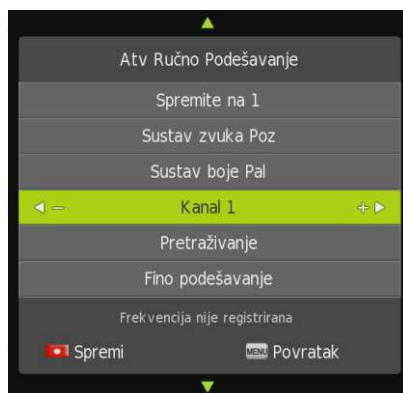 Atv Ručno Podešavanje
Spremite na 1
Sustav zvuka Poz
Sustav boje Pal
− Kanal 1 +
Pretraživanje
Fino podešavanje
Frekvencija nije registrirana
Spremi MENU Povratak